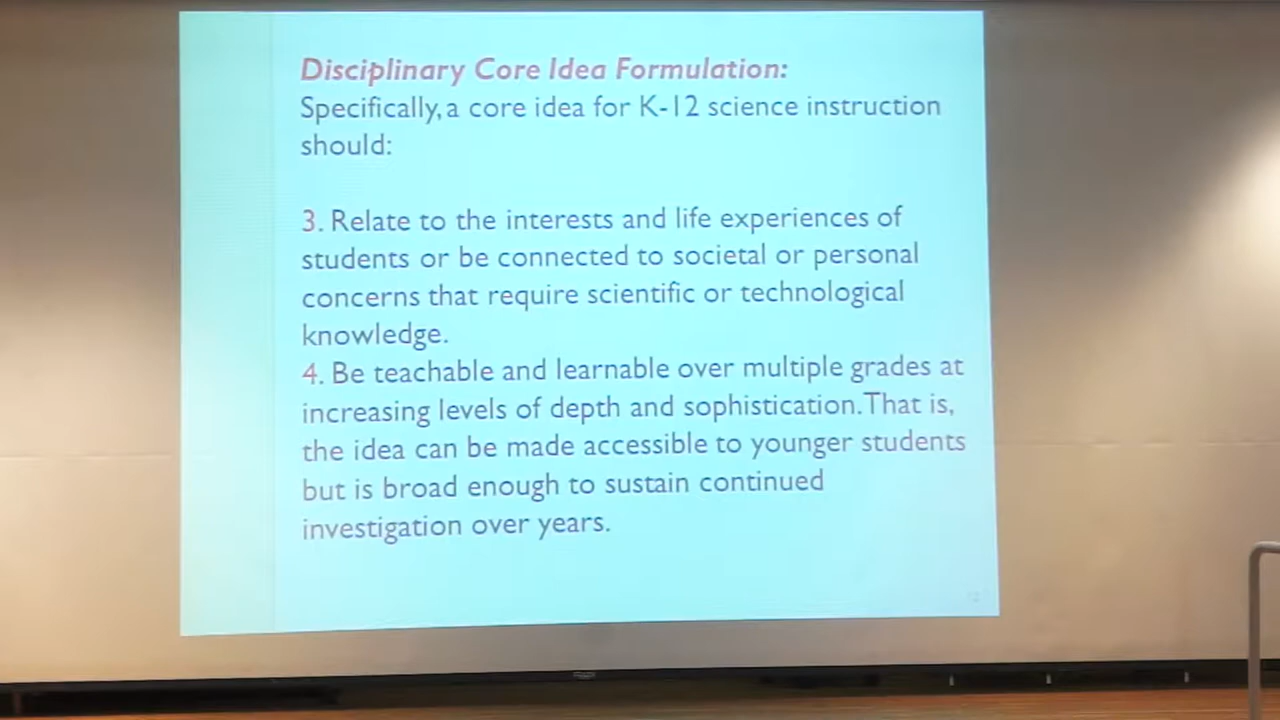 Disciplinary Core Idea Formulation:
Specifically, a core idea for K-12 science instruction
should:
3. Relate to the interests and life experiences of
students or be connected to societal or personal
concerns that require scientific or technological
knowledge.
4. Be teachable and learnable over multiple grades at
increasing levels of depth and sophistication. That is,
the idea can be made accessible to younger students
but is broad enough to sustain continued
investigation over years.